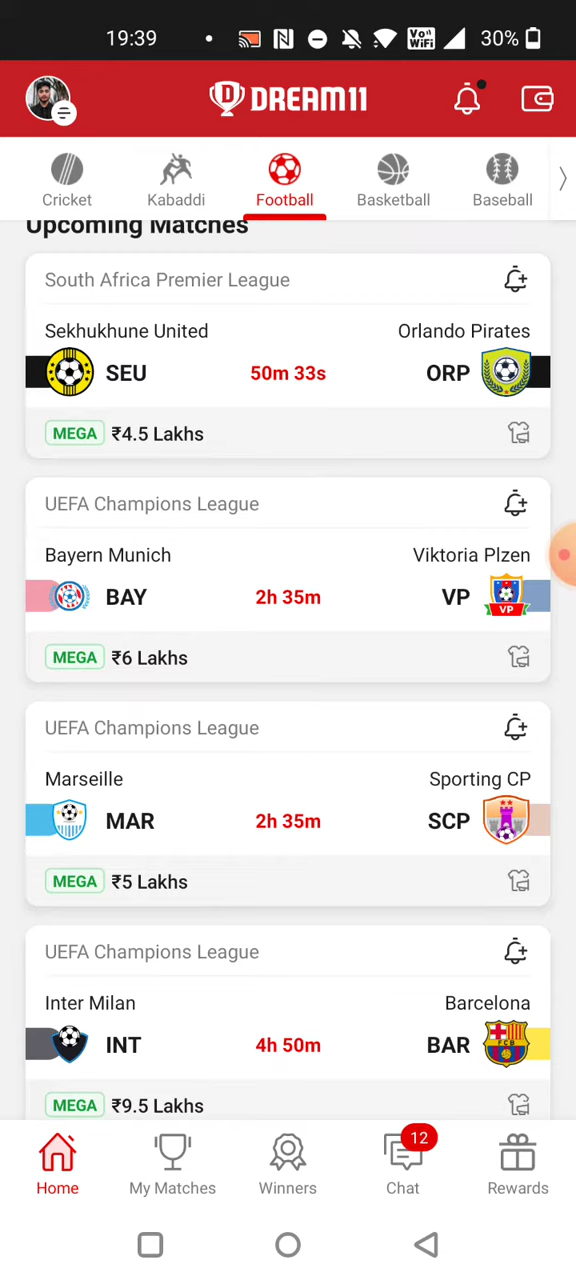 19:39
Vo))
WiFi
30%
DREAM11
Cricket
Kabaddi
Football
Basketball
Baseball
Upcoming Matches
South Africa Premier League
Sekhukhune United
Orlando Pirates
SEU
50m 33s
ORP
MEGA ₹4.5 Lakhs
UEFA Champions League
Bayern Munich
Viktoria Plzen
BAY
2h 35m
VP
VP
MEGA ₹6 Lakhs
UEFA Champions League
Marseille
Sporting CP
MAR
2h 35m
SCP
MEGA ₹5 Lakhs
UEFA Champions League
Inter Milan
Barcelona
INT
4h 50m
BAR
FCB
MEGA ₹9.5 Lakhs
12
Home
My Matches
Winners
Chat
Rewards